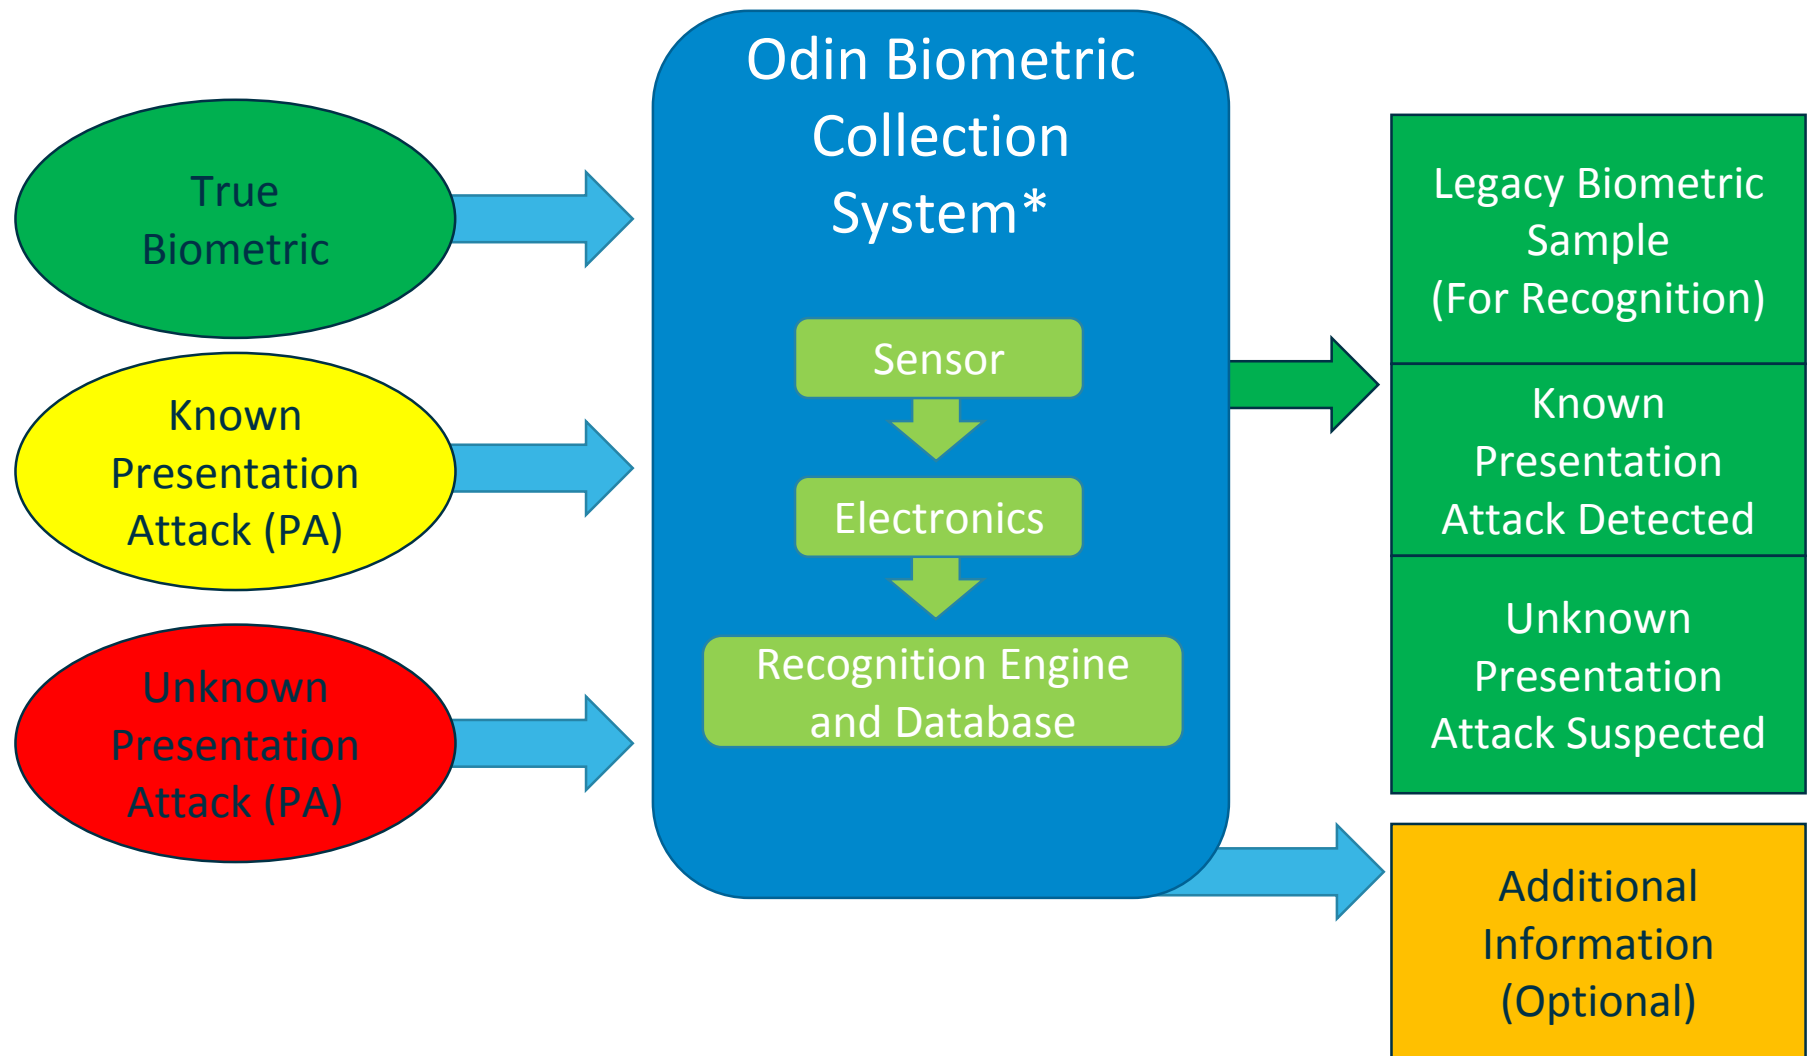 True
Biometric
Known
Presentation
Attack (PA)
Unknown
Presentation
Attack (PA)
Odin Biometric
Collection
System*
Sensor
Electronics
Recognition Engine
and Database
Legacy Biometric
Sample
(For Recognition)
Known
Presentation
Attack Detected
Unknown
Presentation
Attack Suspected
Additional
Information
(Optional)